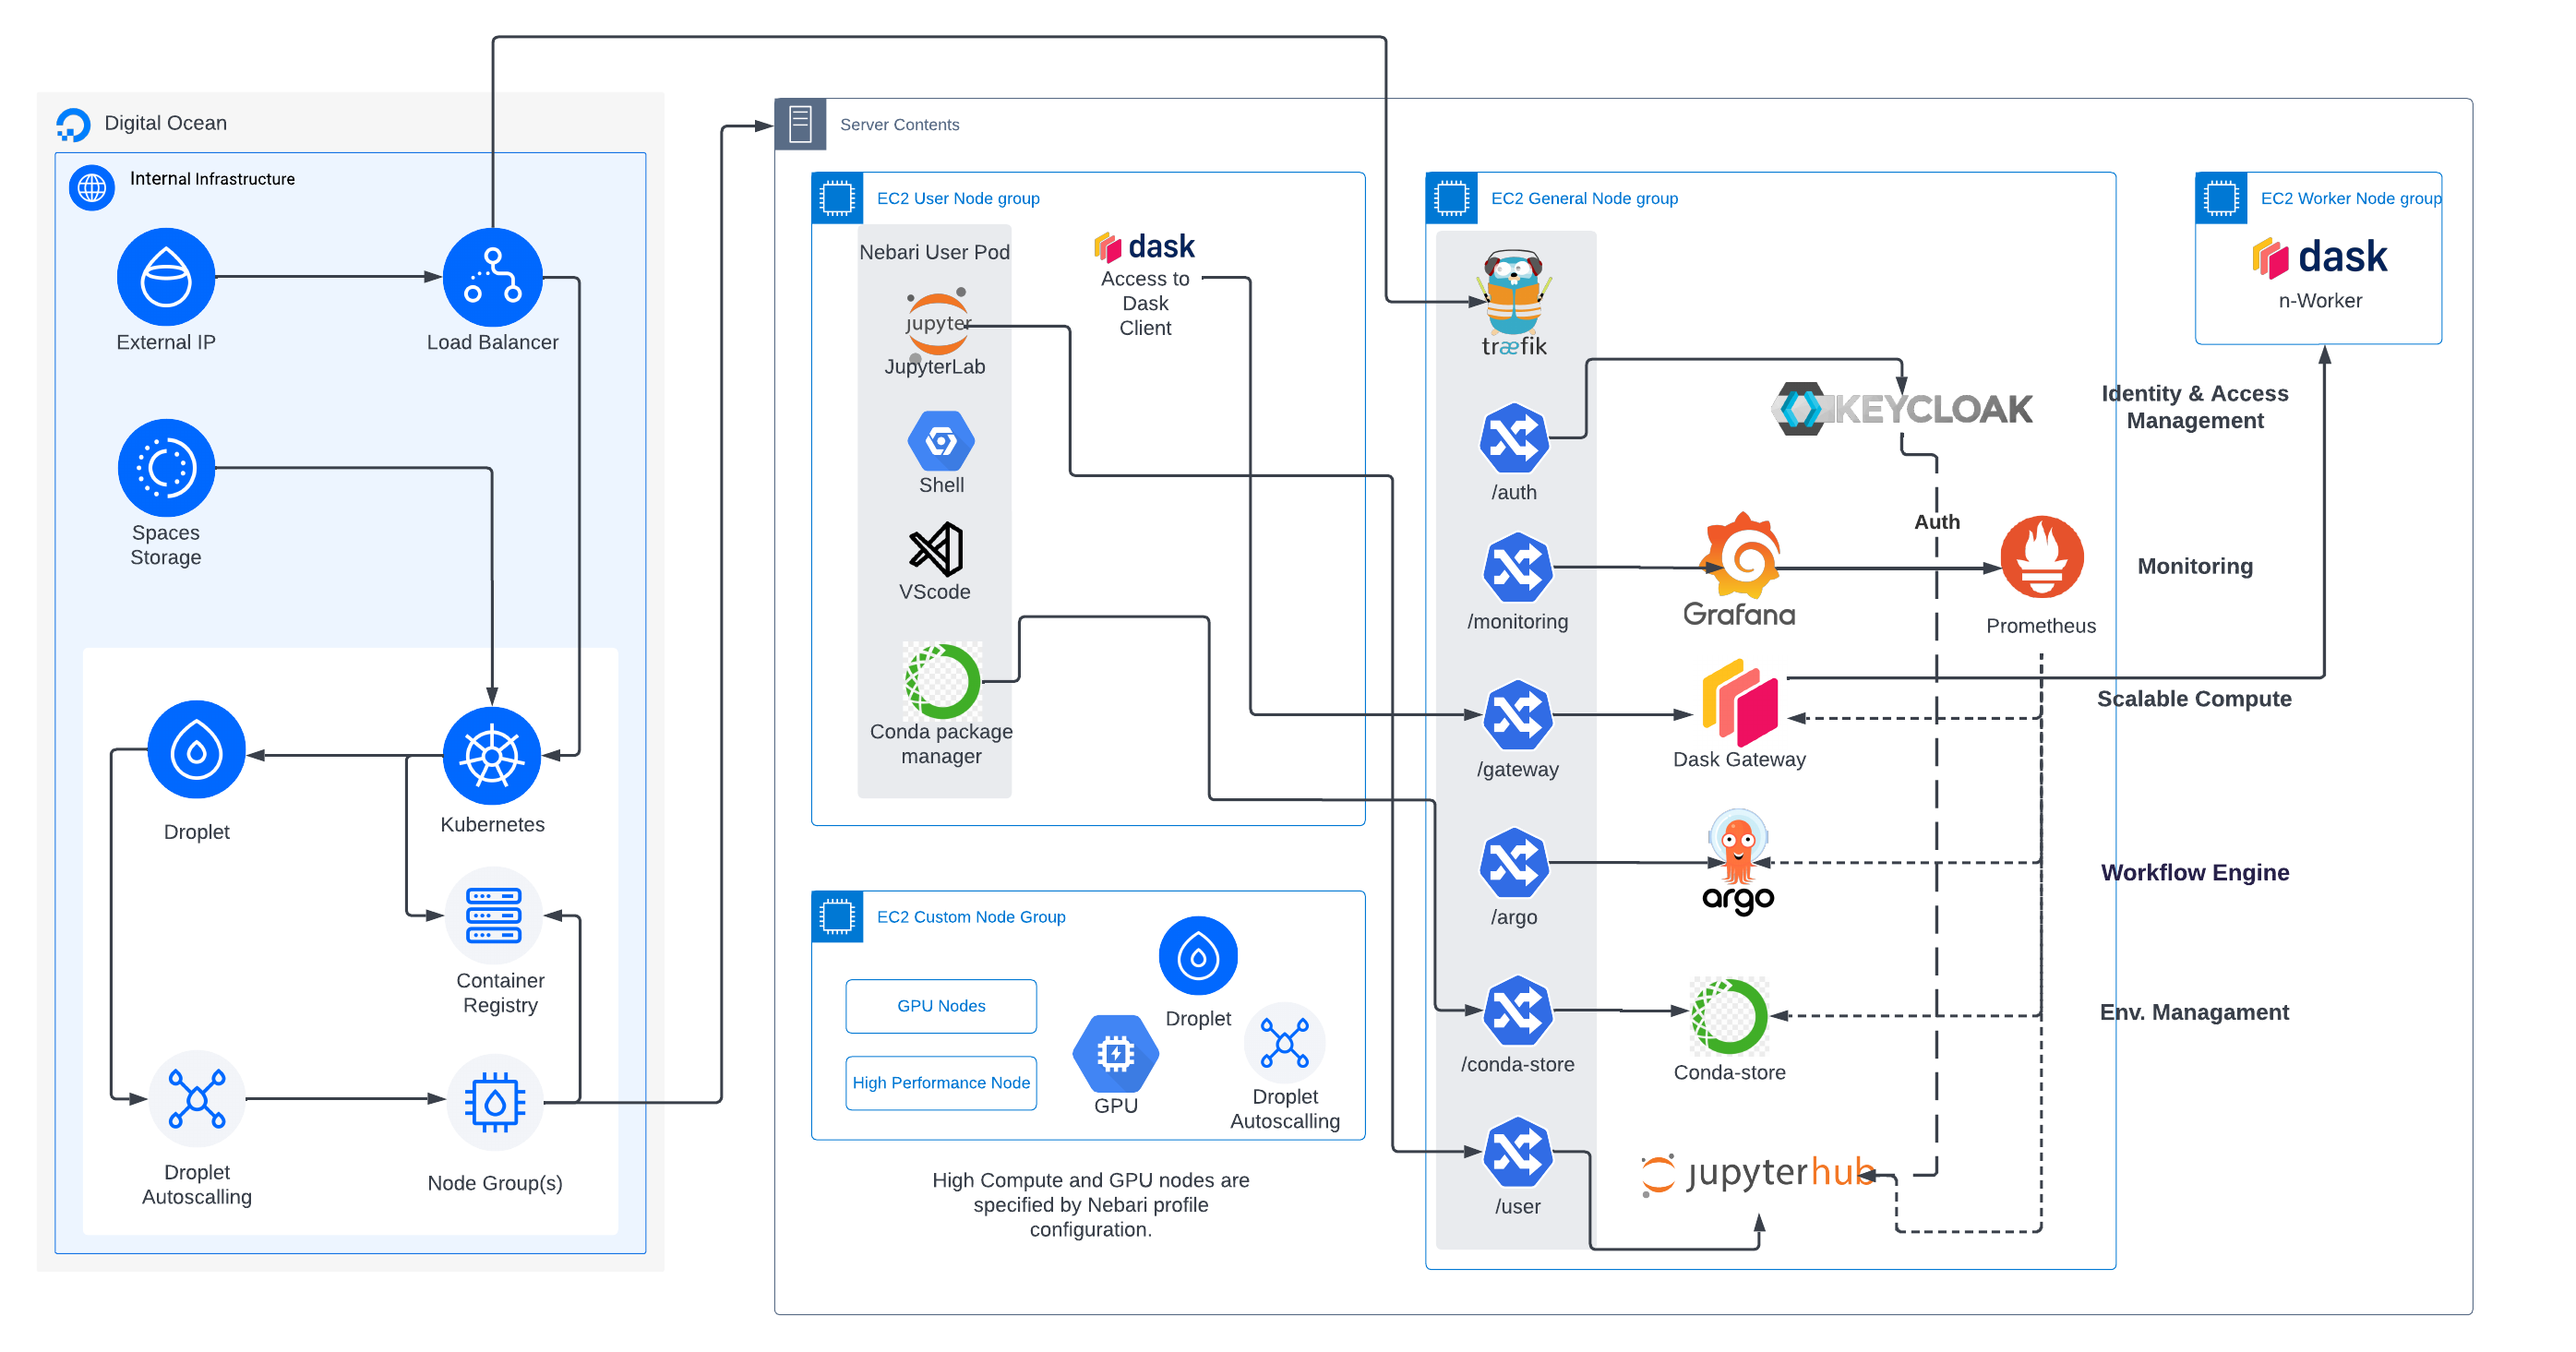 Digital Ocean
Internal Infrastructure
External IP
Load Balancer
Spaces
Storage
Droplet
Kubernetes
Container
Registry
Droplet
Autoscalling
Node Group(s)
Server Contents
EC2 User Node group
Nebari User Pod
jupyter
JupyterLab
Shell
VScode
Conda package
manager
dask
Access to
Dask
Client
EC2 Custom Node Group
GPU Nodes
High Performance Node
GPU
Droplet
Droplet
Autoscalling
High Compute and GPU nodes are
specified by Nebari profile
configuration.
EC2 General Node group
træfik
/auth
/monitoring
/gateway
/argo
/conda-store
/user
KEYCLOAK
Auth
Grafana
Prometheus
Dask Gateway
argo
Conda-store
jupyterhub
EC2 Worker Node group
dask
n-Worker
Identity & Access
Management
Monitoring
Scalable Compute
Workflow Engine
Env. Managament